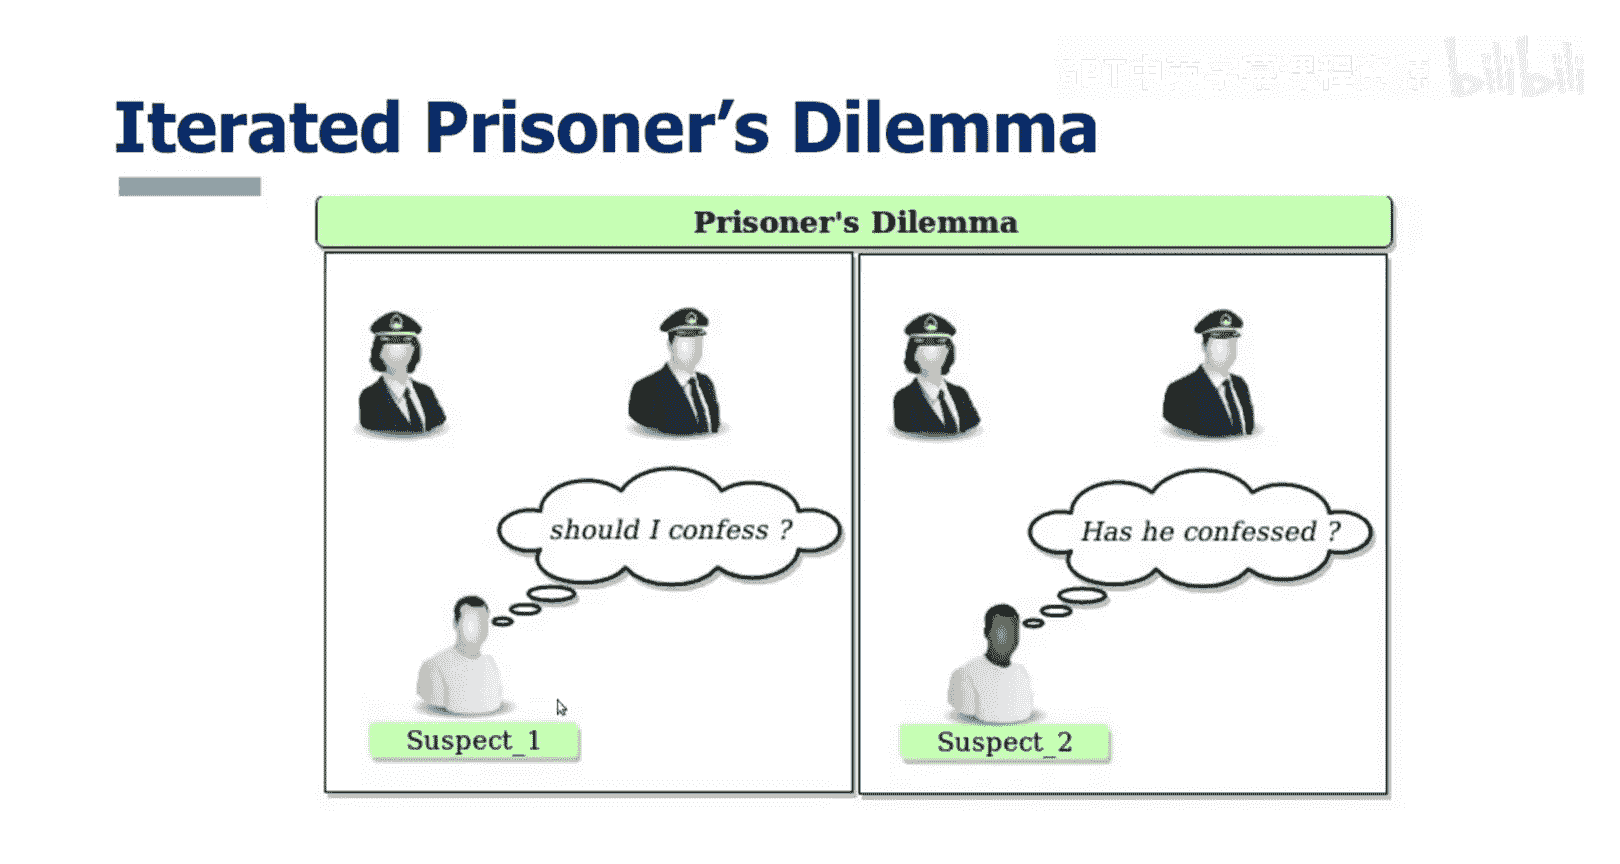 bilibili
Iterated Prisoner’s Dilemma
Prisoner's Dilemma
should I confess ?
Has he confessed ?
Suspect_1
Suspect_2